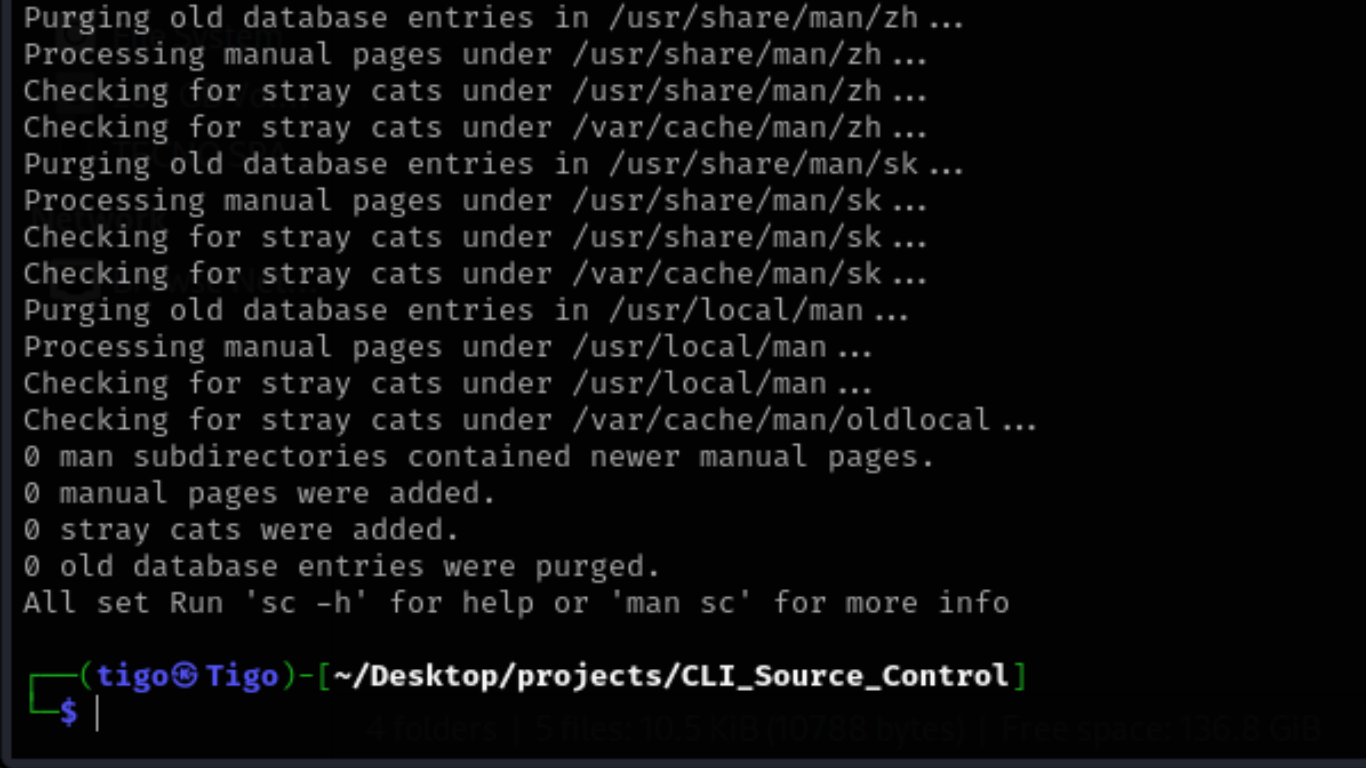 Purging old database entries in /usr/share/man/zh...
Processing manual pages under /usr/share/man/zh...
Checking for stray cats under /usr/share/man/zh...
Checking for stray cats under /var/cache/man/zh...
Purging old database entries in /usr/share/man/sk...
Processing manual pages under /usr/share/man/sk...
Checking for stray cats under /usr/share/man/sk...
Checking for stray cats under /var/cache/man/sk...
Purging old database entries in /usr/local/man...
Processing manual pages under /usr/local/man...
Checking for stray cats under /usr/local/man...
Checking for stray cats under /var/cache/man/oldlocal...
0 man subdirectories contained newer manual pages.
0 manual pages were added.
0 stray cats were added.
0 old database entries were purged.
All set Run 'sc -h' for help or 'man sc' for more info
┌──(tigo㉿Tigo)-[~/Desktop/projects/CLI_Source_Control]
└─$
4 folders | 5 files: 10.5 KiB (10788 bytes) | Free space: 136.8 GiB